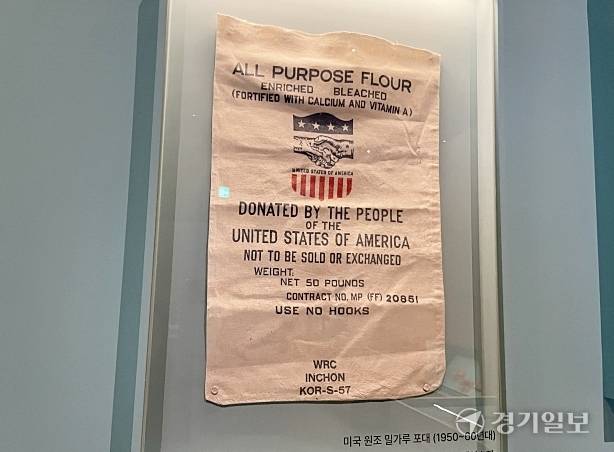 ALL PURPOSE FLOUR
ENRICHED BLEACHED
(FORTIFIED WITH CALCIUM AND VITAMIN A)
UNITED STATES OF AMERICA
DONATED BY THE PEOPLE
OF THE
UNITED STATES OF AMERICA
NOT TO BE SOLD OR EXCHANGED
WEIGHT:
NET 50 POUNDS
CONTRACT NO. MP (FF) 20851
USE NO HOOKS
WRC
INCHON
KOR-S-57
미국 원조 밀가루 포대 (1950~60년대)
경기일보